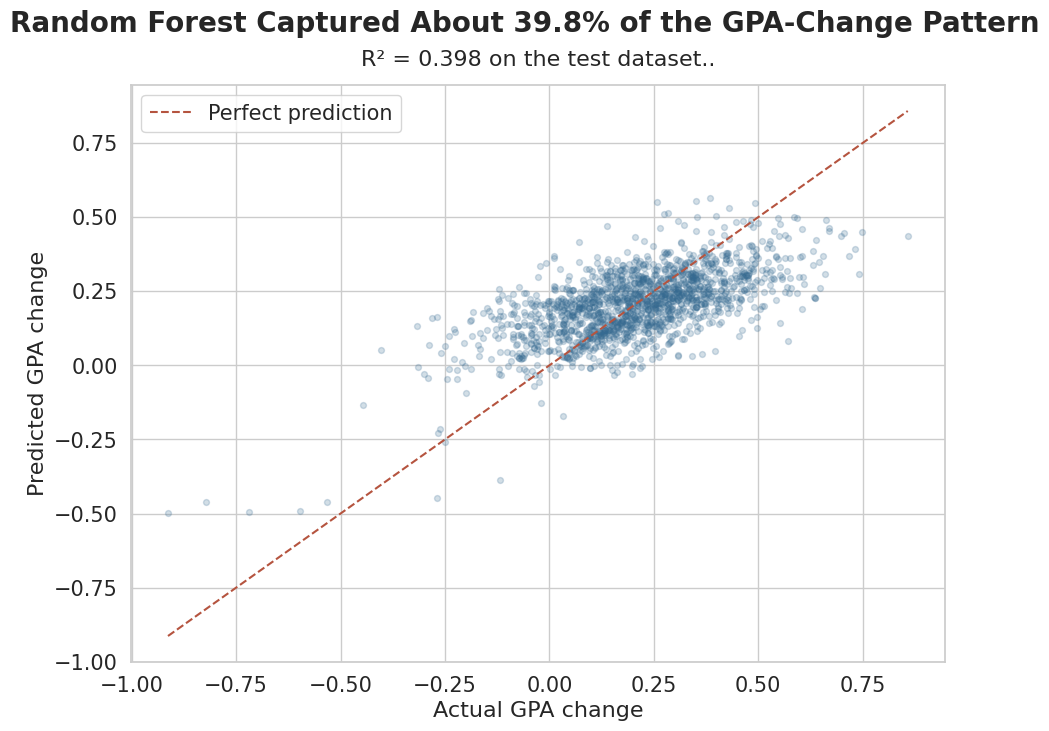 Random Forest Captured About 39.8% of the GPA-Change Pattern
R² = 0.398 on the test dataset..
Perfect prediction
0.75
0.50
0.25
0.00
−0.25
−0.50
−0.75
−1.00
Predicted GPA change
−1.00 −0.75 −0.50 −0.25 0.00 0.25 0.50 0.75
Actual GPA change